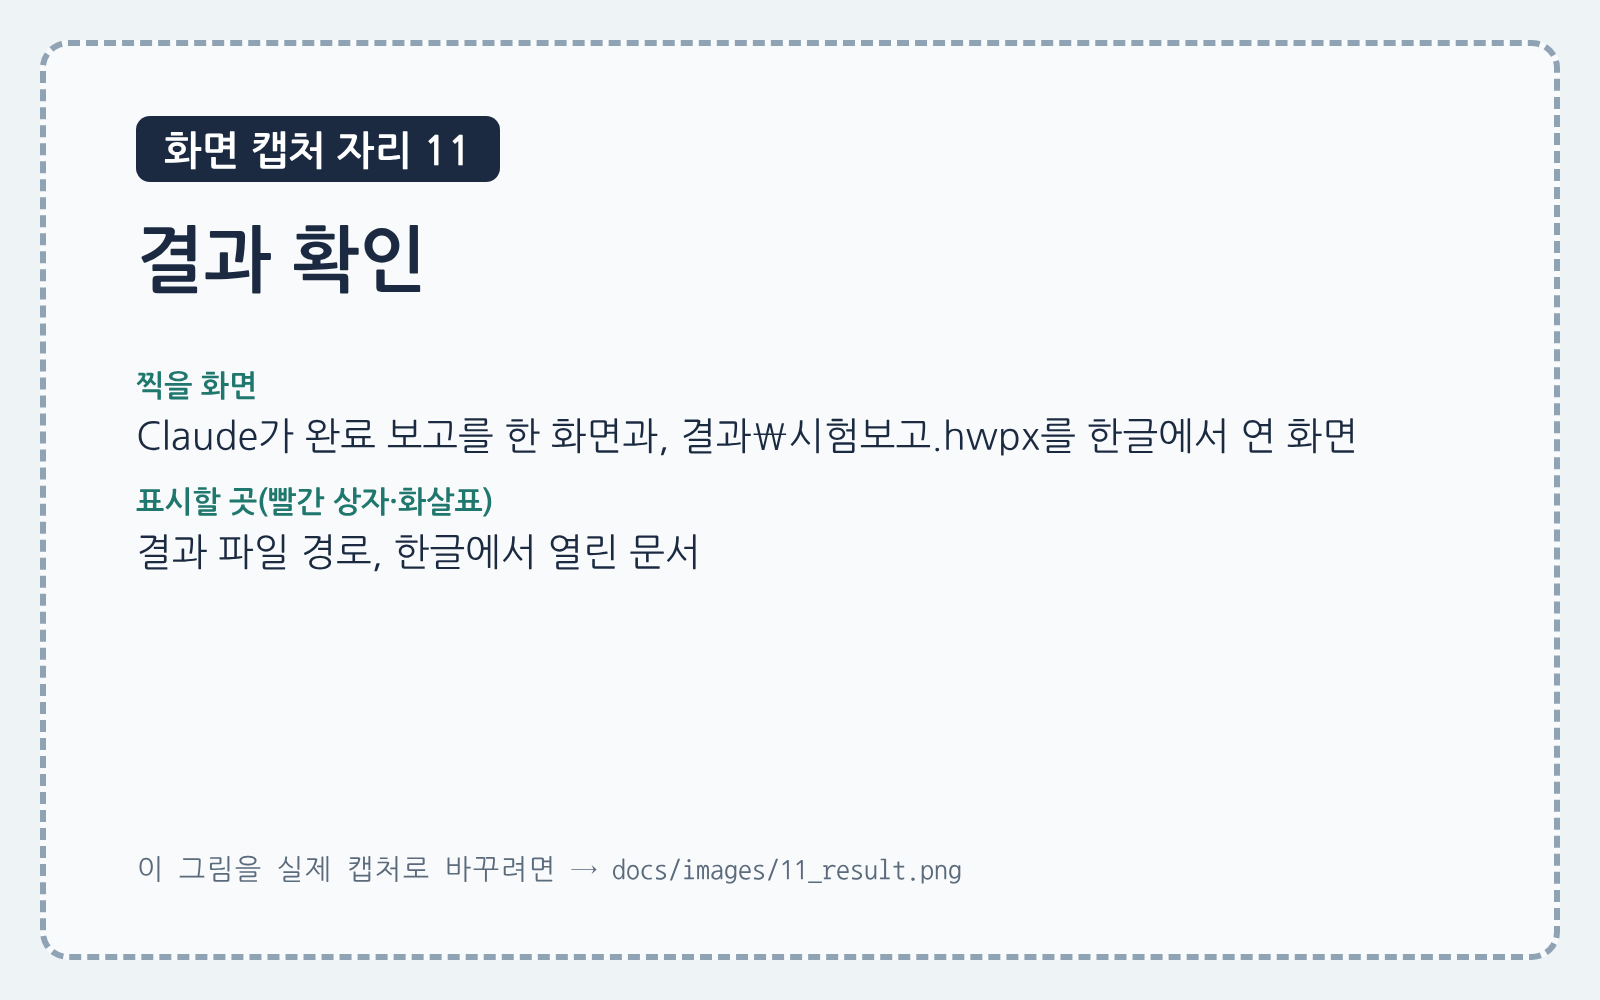 화면 캡처 자리 11
결과 확인
찍을 화면
Claude가 완료 보고를 한 화면과, 결과₩시험보고.hwpx를 한글에서 연 화면
표시할 곳(빨간 상자·화살표)
결과 파일 경로, 한글에서 열린 문서
이 그림을 실제 캡처로 바꾸려면 → docs/images/11_result.png